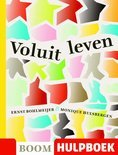 Voluit leven
ERNST BOHLMEIJER & MONIQUE HULSBERGEN
BOOM HULPBOEK